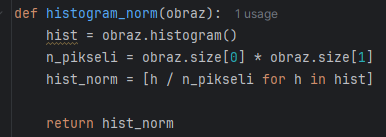 def histogram_norm(obraz): 1 usage
    hist = obraz.histogram()
    n_pikseli = obraz.size[0] * obraz.size[1]
    hist_norm = [h / n_pikseli for h in hist]

    return hist_norm